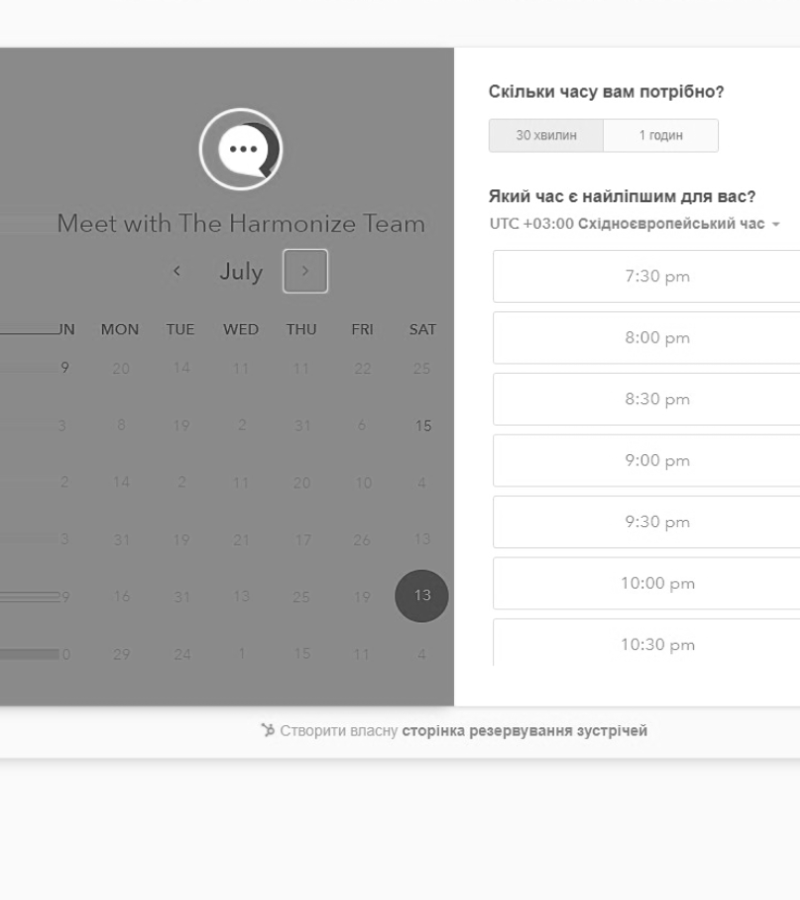 Meet with The Harmonize Team
< July >
UN MON TUE WED THU FRI SAT
9 20 14 11 11 22 25
3 8 19 2 31 6 15
2 14 2 11 20 10 4
3 31 19 21 17 26 13
9 16 31 13 25 19 13
0 29 24 1 15 11 4
Скільки часу вам потрібно?
30 хвилин 1 годин
Який час є найліпшим для вас?
UTC +03:00 Східноєвропейський час
7:30 pm
8:00 pm
8:30 pm
9:00 pm
9:30 pm
10:00 pm
10:30 pm
Створити власну сторінка резервування зустрічей